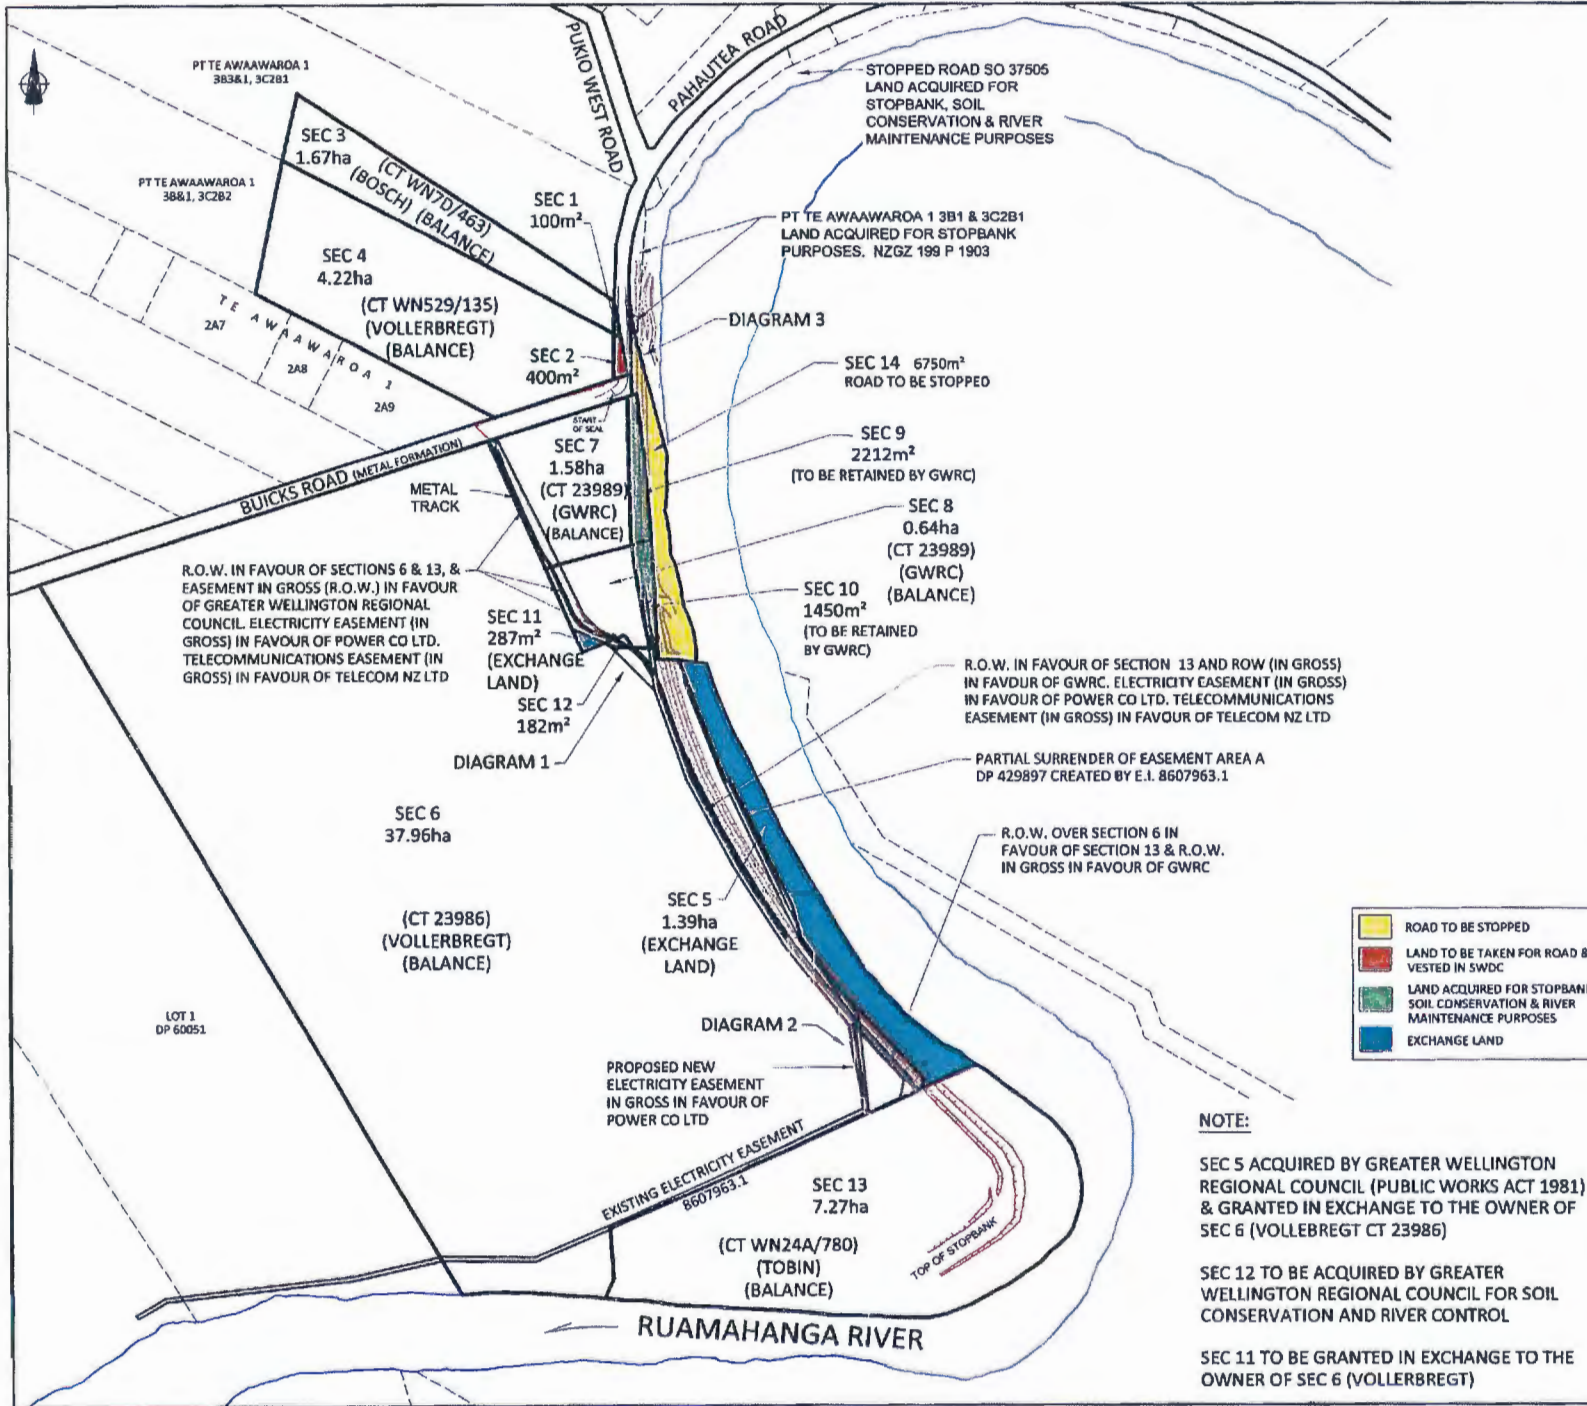 PT TE AWAAWAROA 1
3B3&1, 3C2B1
PUKIO WEST ROAD
PAHAUTEA ROAD
STOPPED ROAD SO 37505
LAND ACQUIRED FOR
STOPBANK, SOIL
CONSERVATION & RIVER
MAINTENANCE PURPOSES
SEC 3
1.67ha
(CT WN7D/463)
(BOSCH) (BALANCE)
PT TE AWAAWAROA 1
3B&1, 3C2B2
SEC 1
100m²
PT TE AWAAWAROA 1 3B1 & 3C2B1
LAND ACQUIRED FOR STOPBANK
PURPOSES. NZGZ 199 P 1903
SEC 4
4.22ha
(CT WN529/135)
(VOLLERBREGT)
(BALANCE)
TE AWAAWAROA 1
2A7
2A8
2A9
DIAGRAM 3
SEC 2
400m²
SEC 14 6750m²
ROAD TO BE STOPPED
START
OF SEAL
SEC 7
1.58ha
(CT 23989)
(GWRC)
(BALANCE)
SEC 9
2212m²
(TO BE RETAINED BY GWRC)
BUICKS ROAD (METAL FORMATION)
METAL
TRACK
SEC 8
0.64ha
(CT 23989)
(GWRC)
(BALANCE)
R.O.W. IN FAVOUR OF SECTIONS 6 & 13, &
EASEMENT IN GROSS (R.O.W.) IN FAVOUR
OF GREATER WELLINGTON REGIONAL
COUNCIL. ELECTRICITY EASEMENT (IN
GROSS) IN FAVOUR OF POWER CO LTD.
TELECOMMUNICATIONS EASEMENT (IN
GROSS) IN FAVOUR OF TELECOM NZ LTD
SEC 11
287m²
(EXCHANGE
LAND)
SEC 10
1450m²
(TO BE RETAINED
BY GWRC)
SEC 12
182m²
DIAGRAM 1
R.O.W. IN FAVOUR OF SECTION 13 AND ROW (IN GROSS)
IN FAVOUR OF GWRC. ELECTRICITY EASEMENT (IN GROSS)
IN FAVOUR OF POWER CO LTD. TELECOMMUNICATIONS
EASEMENT (IN GROSS) IN FAVOUR OF TELECOM NZ LTD
PARTIAL SURRENDER OF EASEMENT AREA A
DP 429897 CREATED BY E.I. 8607963.1
SEC 6
37.96ha
(CT 23986)
(VOLLERBREGT)
(BALANCE)
R.O.W. OVER SECTION 6 IN
FAVOUR OF SECTION 13 & R.O.W.
IN GROSS IN FAVOUR OF GWRC
SEC 5
1.39ha
(EXCHANGE
LAND)
LOT 1
DP 60051
DIAGRAM 2
PROPOSED NEW
ELECTRICITY EASEMENT
IN GROSS IN FAVOUR OF
POWER CO LTD
EXISTING ELECTRICITY EASEMENT
8607963.1
SEC 13
7.27ha
(CT WN24A/780)
(TOBIN)
(BALANCE)
TOP OF STOPBANK
RUAMAHANGA RIVER
ROAD TO BE STOPPED
LAND TO BE TAKEN FOR ROAD &
VESTED IN SWDC
LAND ACQUIRED FOR STOPBANK
SOIL CONSERVATION & RIVER
MAINTENANCE PURPOSES
EXCHANGE LAND
NOTE:
SEC 5 ACQUIRED BY GREATER WELLINGTON
REGIONAL COUNCIL (PUBLIC WORKS ACT 1981)
& GRANTED IN EXCHANGE TO THE OWNER OF
SEC 6 (VOLLEBREGT CT 23986)
SEC 12 TO BE ACQUIRED BY GREATER
WELLINGTON REGIONAL COUNCIL FOR SOIL
CONSERVATION AND RIVER CONTROL
SEC 11 TO BE GRANTED IN EXCHANGE TO THE
OWNER OF SEC 6 (VOLLERBREGT)